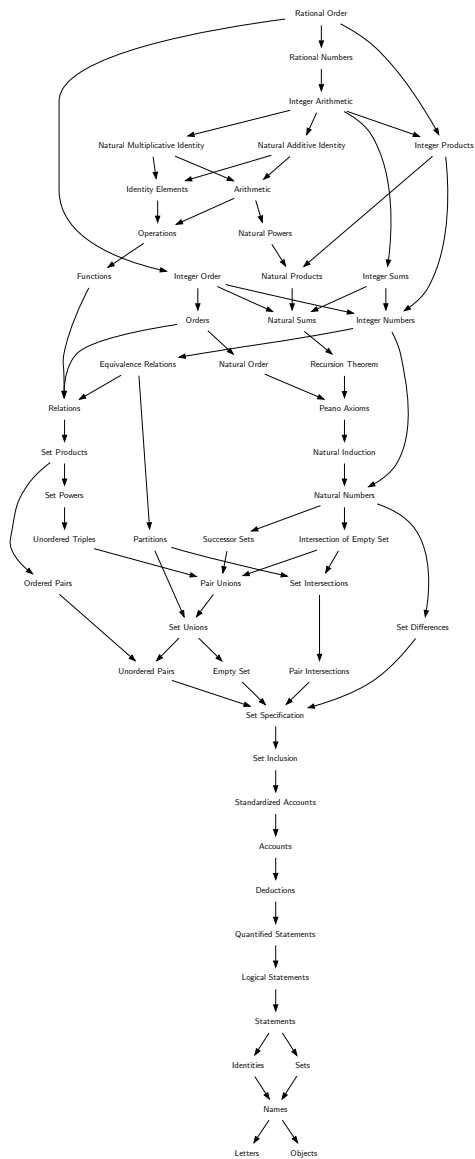 Rational Order
Rational Numbers
Integer Arithmetic
Natural Multiplicative Identity Natural Additive Identity Integer Products
Identity Elements Arithmetic
Operations Natural Powers
Functions Integer Order Natural Products Integer Sums
Orders Natural Sums Integer Numbers
Equivalence Relations Natural Order Recursion Theorem
Relations Peano Axioms
Set Products Natural Induction
Set Powers Natural Numbers
Unordered Triples Partitions Successor Sets Intersection of Empty Set
Ordered Pairs Pair Unions Set Intersections
Set Unions Set Differences
Unordered Pairs Empty Set Pair Intersections
Set Specification
Set Inclusion
Standardized Accounts
Accounts
Deductions
Quantified Statements
Logical Statements
Statements
Identities Sets
Names
Letters Objects